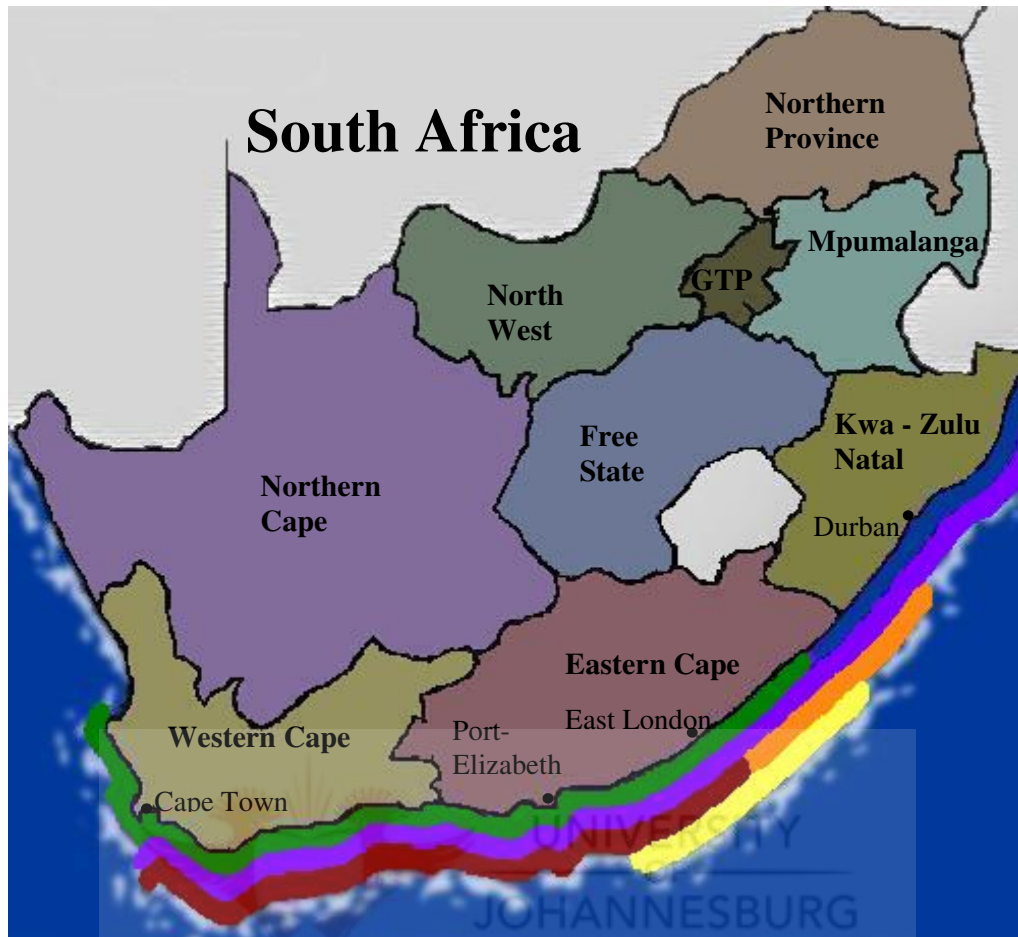 Northern
Province
South Africa
Mpumalanga
GTP
North
West
Kwa - Zulu
Natal
Free
State
Northern
Cape
Durban
Eastern Cape
East London
Port-
Elizabeth
Western Cape
Cape Town
UNIVERSITY
OF
JOHANNESBURG